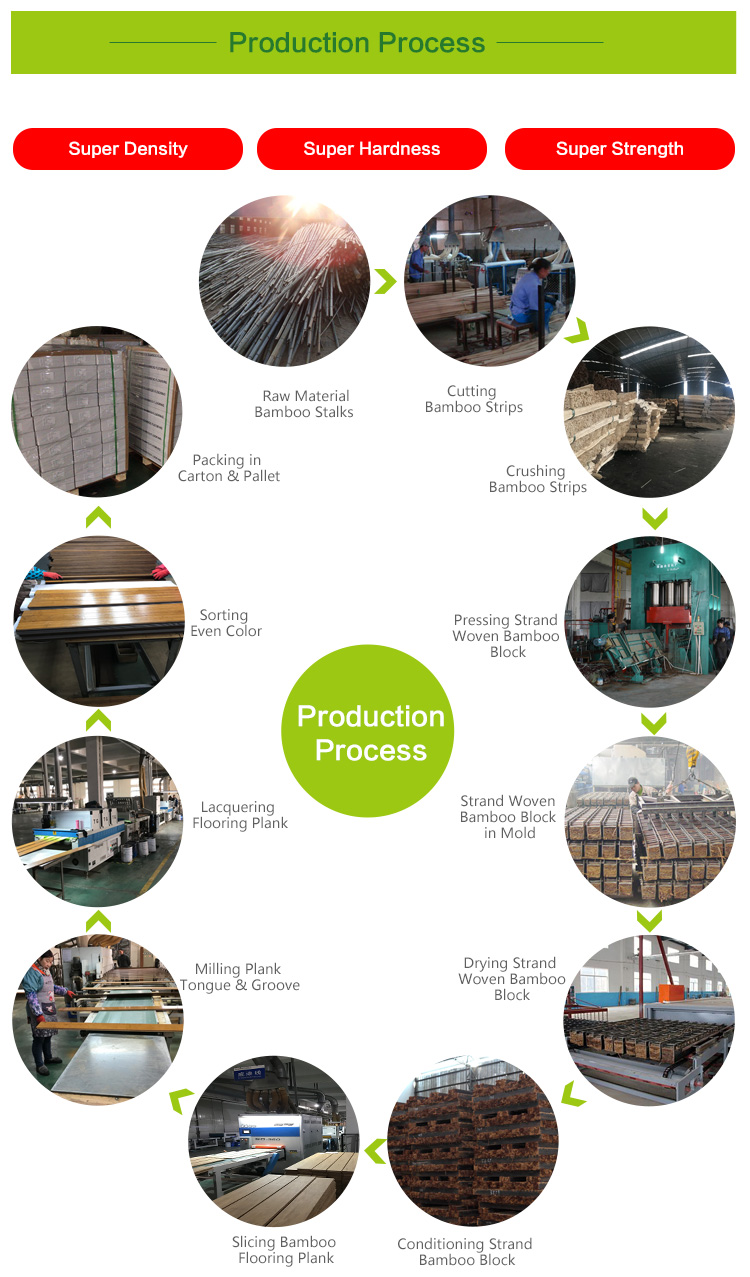 Production Process
Super Density
Super Hardness
Super Strength
Raw Material
Bamboo Stalks
Cutting
Bamboo Strips
Crushing
Bamboo Strips
Pressing Strand
Woven Bamboo
Block
Strand Woven
Bamboo Block
in Mold
Drying Strand
Woven Bamboo
Block
Conditioning Strand
Bamboo Block
Slicing Bamboo
Flooring Plank
Milling Plank
Tongue & Groove
Lacquering
Flooring Plank
Sorting
Even Color
Packing in
Carton & Pallet
Production
Process